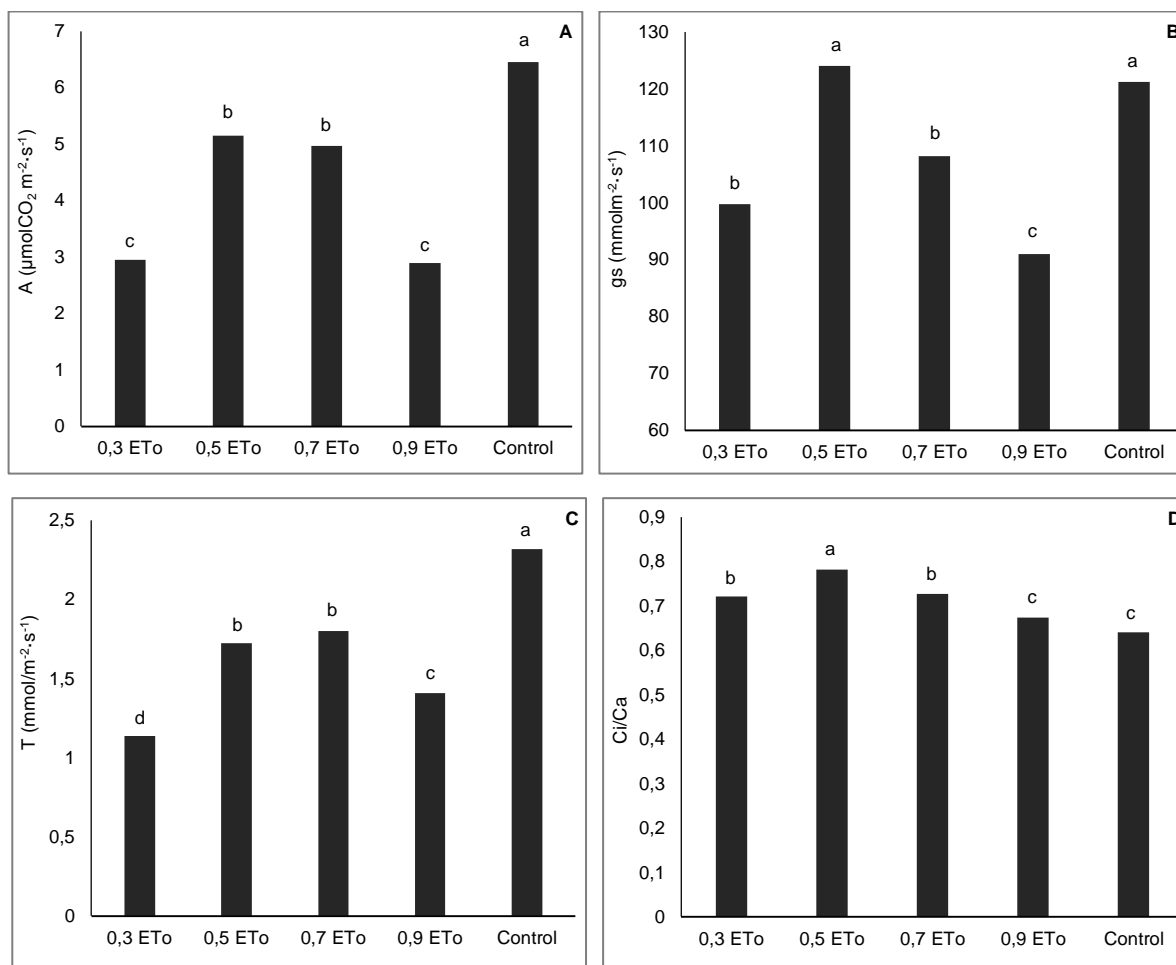 A
A (µmolCO₂ m⁻²·s⁻¹)
7
6
5
4
3
2
1
0
c
b
b
c
a
0,3 ETo 0,5 ETo 0,7 ETo 0,9 ETo Control
B
gs (mmolm⁻²·s⁻¹)
130
120
110
100
90
80
70
60
b
a
b
c
a
0,3 ETo 0,5 ETo 0,7 ETo 0,9 ETo Control
C
T (mmol/m⁻²·s⁻¹)
2,5
2
1,5
1
0,5
0
d
b
b
c
a
0,3 ETo 0,5 ETo 0,7 ETo 0,9 ETo Control
D
Ci/Ca
0,9
0,8
0,7
0,6
0,5
0,4
0,3
0,2
0,1
0
b
a
b
c
c
0,3 ETo 0,5 ETo 0,7 ETo 0,9 ETo Control